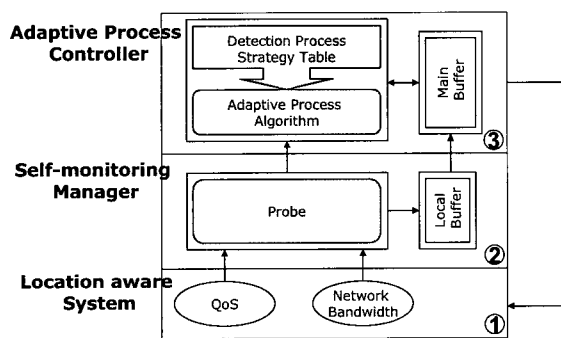 Adaptive Process
Controller
Detection Process
Strategy Table
Adaptive Process
Algorithm
Main
Buffer
3
Self-monitoring
Manager
Probe
Local
Buffer
2
Location aware
System
QoS
Network
Bandwidth
1